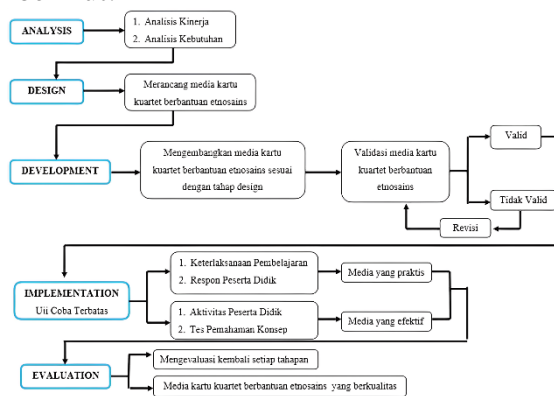 ANALYSIS
1. Analisis Kinerja
2. Analisis Kebutuhan
DESIGN
Merancang media kartu
kuartet berbantuan etnosains
DEVELOPMENT
Mengembangkan media kartu
kuartet berbantuan etnosains sesuai
dengan tahap design
Validasi media kartu
kuartet berbantuan
etnosains
Valid
Tidak Valid
Revisi
IMPLEMENTATION
Uji Coba Terbatas
1. Keterlaksanaan Pembelajaran
2. Respon Peserta Didik
Media yang praktis
1. Aktivitas Peserta Didik
2. Tes Pemahaman Konsep
Media yang efektif
EVALUATION
Mengevaluasi kembali setiap tahapan
Media kartu kuartet berbantuan etnosains yang berkualitas